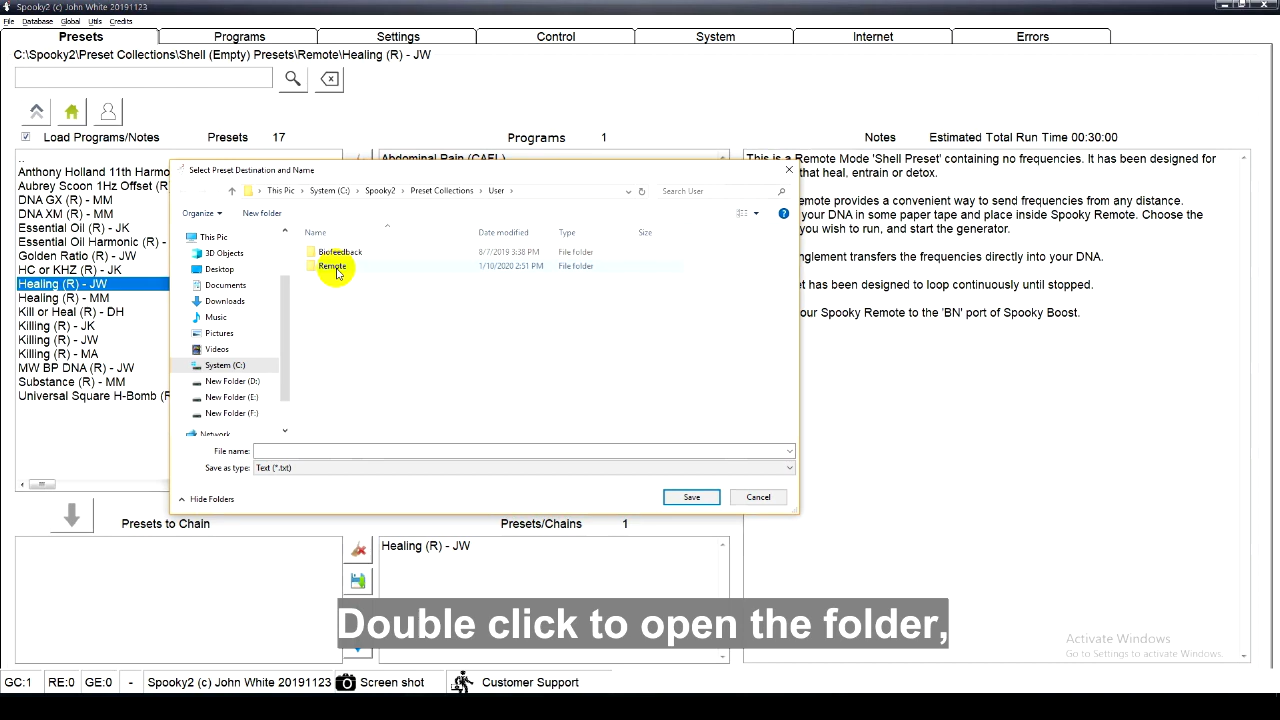 Spooky2 (c) by John White 20191123
File Database Global Utils Credits
Presets Programs Settings Control System Internet Errors
C:\Spooky2\Preset Collections\Shell (Empty) Presets\Remote\Healing (R) - JW
Load Programs/Notes Presets 17 Programs 1 Notes Estimated Total Run Time 00:30:00
..
Anthony Holland 11th Harmo
Aubrey Scoon 1Hz Offset (R
DNA GX (R) - MM
DNA XM (R) - MM
Essential Oil (R) - JK
Essential Oil Harmonic (R) -
Golden Ratio (R) - JW
HC or KHZ (R) - JK
Healing (R) - JW
Healing (R) - MM
Kill or Heal (R) - DH
Killing (R) - JK
Killing (R) - JW
Killing (R) - MA
MW BP DNA (R) - JW
Substance (R) - MM
Universal Square H-Bomb (R
Abdominal Pain (CAFL)
Select Preset Destination and Name
This PC > System (C:) > Spooky2 > Preset Collections > User >
Search User
Organize New folder
This PC
3D Objects
Desktop
Documents
Downloads
Music
Pictures
Videos
System (C:)
New Folder (D:)
New Folder (E:)
New Folder (F:)
Network
Name Date modified Type Size
Biofeedback 8/7/2019 3:38 PM File folder
Remote 1/10/2020 2:51 PM File folder
File name:
Save as type: Text (*.txt)
Hide Folders Save Cancel
This is a Remote Mode 'Shell Preset' containing no frequencies. It has been designed for
that heal, entrain or detox.
emote provides a convenient way to send frequencies from any distance.
your DNA in some paper tape and place inside Spooky Remote. Choose the
you wish to run, and start the generator.
nglement transfers the frequencies directly into your DNA.
et has been designed to loop continuously until stopped.
our Spooky Remote to the 'BN' port of Spooky Boost.
Presets to Chain Presets/Chains 1
Healing (R) - JW
Double click to open the folder,
Activate Windows
Go to Settings to activate Windows.
GC:1 RE:0 GE:0 - Spooky2 (c) John White 20191123 Screen shot Customer Support